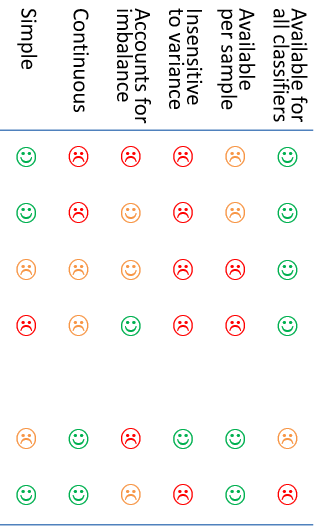 Simple
Continuous
Accounts for
imbalance
Insensitive
to variance
Available
per sample
Available for
all classifiers